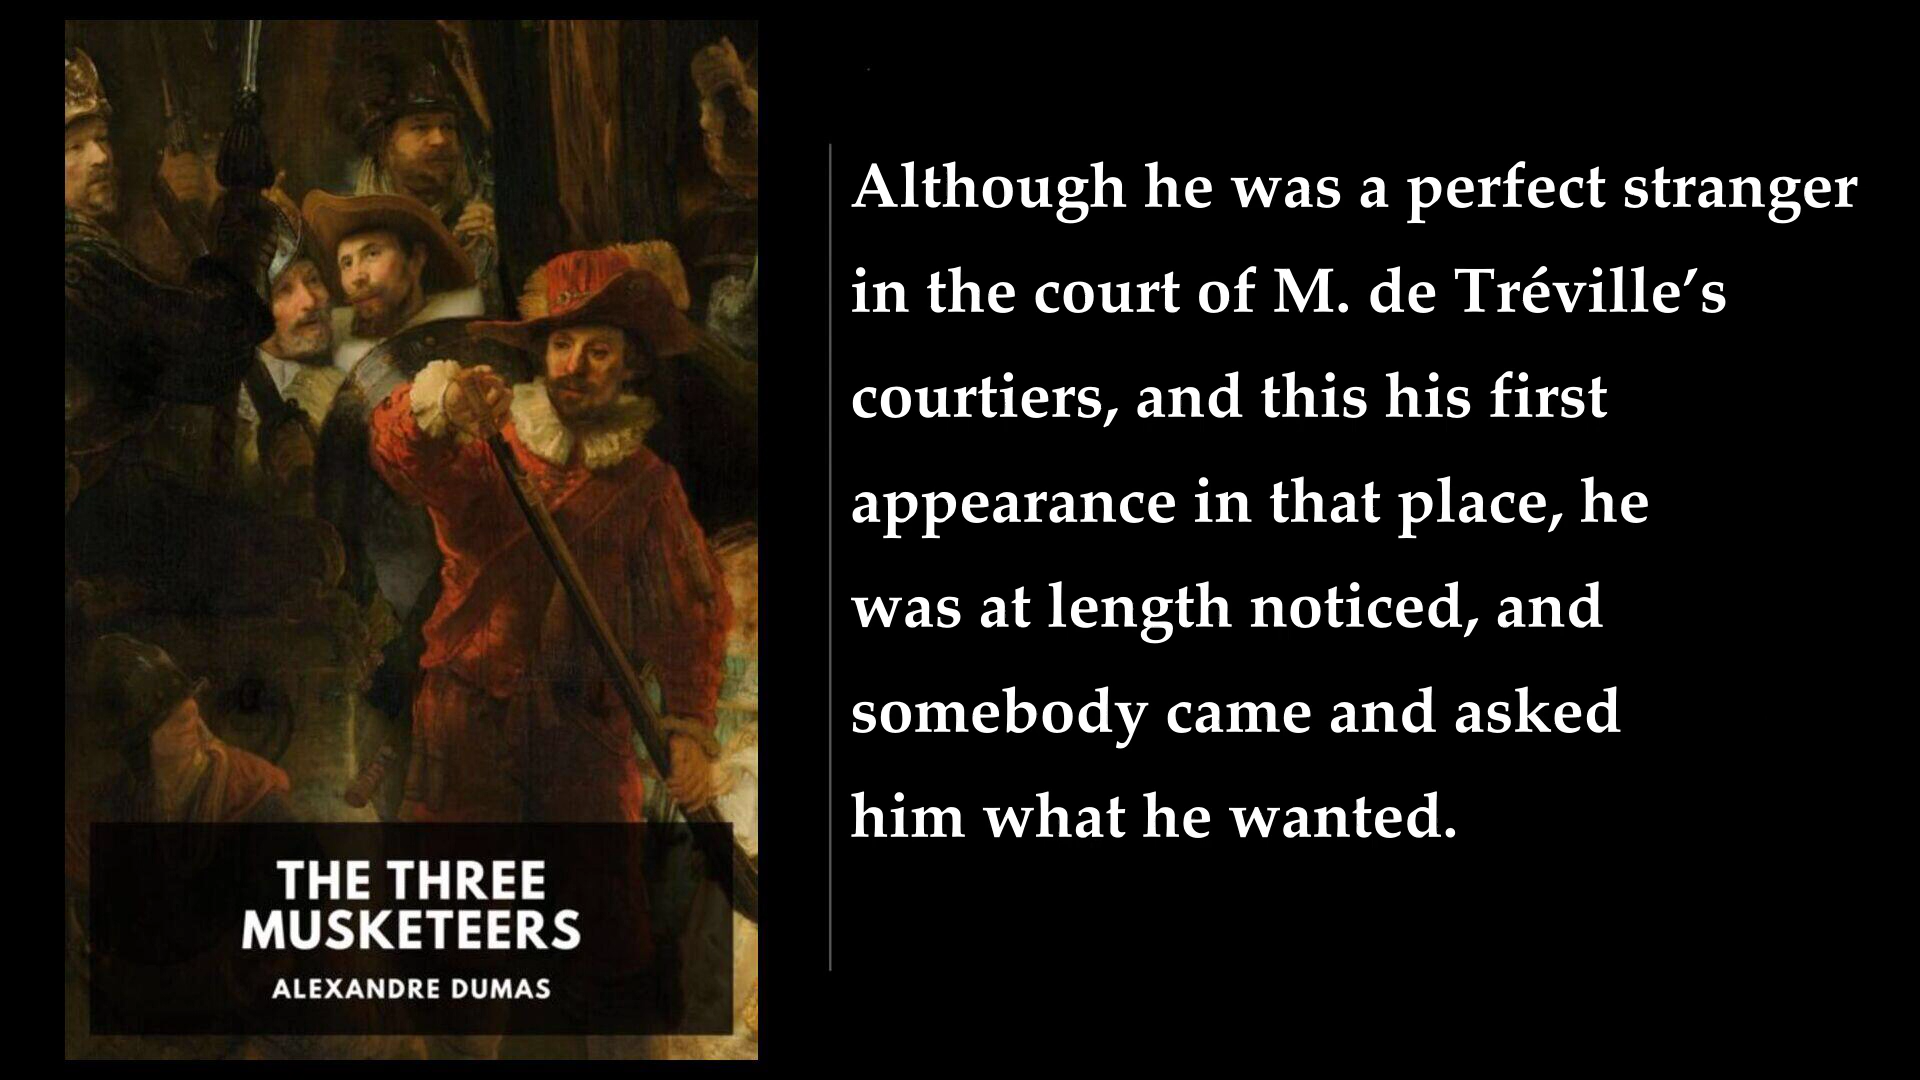 THE THREE
MUSKETEERS
ALEXANDRE DUMAS
Although he was a perfect stranger
in the court of M. de Tréville’s
courtiers, and this his first
appearance in that place, he
was at length noticed, and
somebody came and asked
him what he wanted.